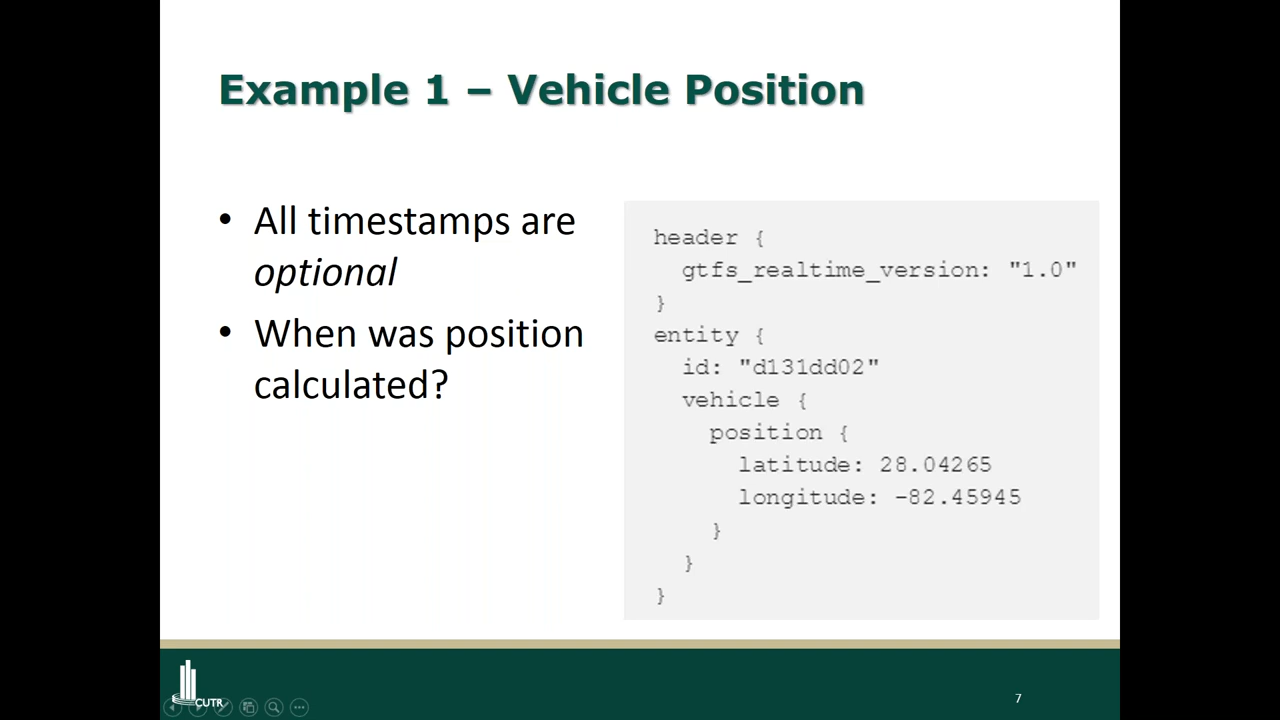 Example 1 – Vehicle Position
• All timestamps are
optional
• When was position
calculated?
header {
gtfs_realtime_version: "1.0"
}
entity {
id: "d131dd02"
vehicle {
position {
latitude: 28.04265
longitude: -82.45945
}
}
}
CUTR
7